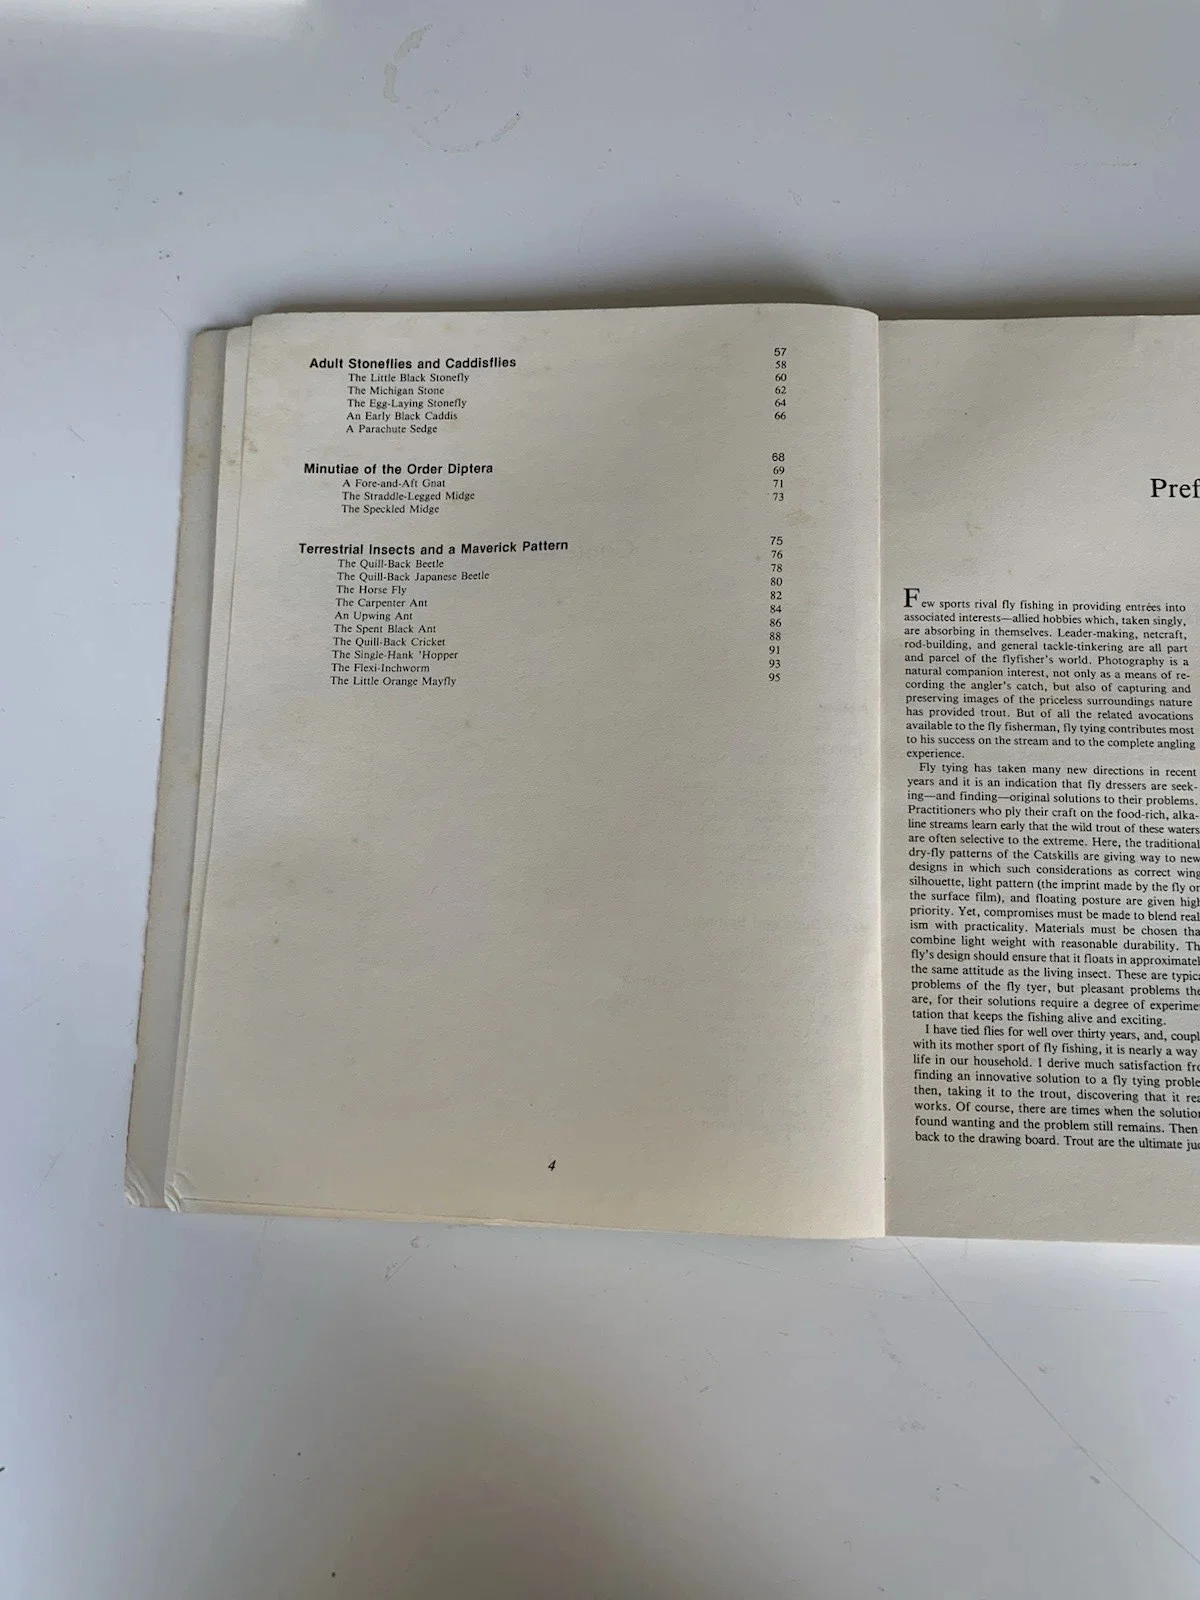 Adult Stoneflies and Caddisflies 57
The Little Black Stonefly 58
The Michigan Stone 60
The Egg-Laying Stonefly 62
An Early Black Caddis 64
A Parachute Sedge 66
Minutiae of the Order Diptera 68
A Fore-and-Aft Gnat 69
The Straddle-Legged Midge 71
The Speckled Midge 73
Terrestrial Insects and a Maverick Pattern 75
The Quill-Back Beetle 76
The Quill-Back Japanese Beetle 78
The Horse Fly 80
The Carpenter Ant 82
An Upwing Ant 84
The Spent Black Ant 86
The Quill-Back Cricket 88
The Single-Hank 'Hopper 91
The Flexi-Inchworm 93
The Little Orange Mayfly 95
4
Pref
Few sports rival fly fishing in providing entrées into
associated interests—allied hobbies which, taken singly,
are absorbing in themselves. Leader-making, netcraft,
rod-building, and general tackle-tinkering are all part
and parcel of the flyfisher's world. Photography is a
natural companion interest, not only as a means of re-
cording the angler's catch, but also of capturing and
preserving images of the priceless surroundings nature
has provided trout. But of all the related avocations
available to the fly fisherman, fly tying contributes most
to his success on the stream and to the complete angling
experience.
Fly tying has taken many new directions in recent
years and it is an indication that fly dressers are seek-
ing—and finding—original solutions to their problems.
Practitioners who ply their craft on the food-rich, alka-
line streams learn early that the wild trout of these waters
are often selective to the extreme. Here, the traditional
dry-fly patterns of the Catskills are giving way to new
designs in which such considerations as correct wing
silhouette, light pattern (the imprint made by the fly on
the surface film), and floating posture are given high
priority. Yet, compromises must be made to blend real
ism with practicality. Materials must be chosen tha
combine light weight with reasonable durability. Th
fly's design should ensure that it floats in approximatel
the same attitude as the living insect. These are typica
problems of the fly tyer, but pleasant problems the
are, for their solutions require a degree of experime
tation that keeps the fishing alive and exciting.
I have tied flies for well over thirty years, and, coupl
with its mother sport of fly fishing, it is nearly a way
life in our household. I derive much satisfaction fro
finding an innovative solution to a fly tying proble
then, taking it to the trout, discovering that it rea
works. Of course, there are times when the solution
found wanting and the problem still remains. Then
back to the drawing board. Trout are the ultimate jud